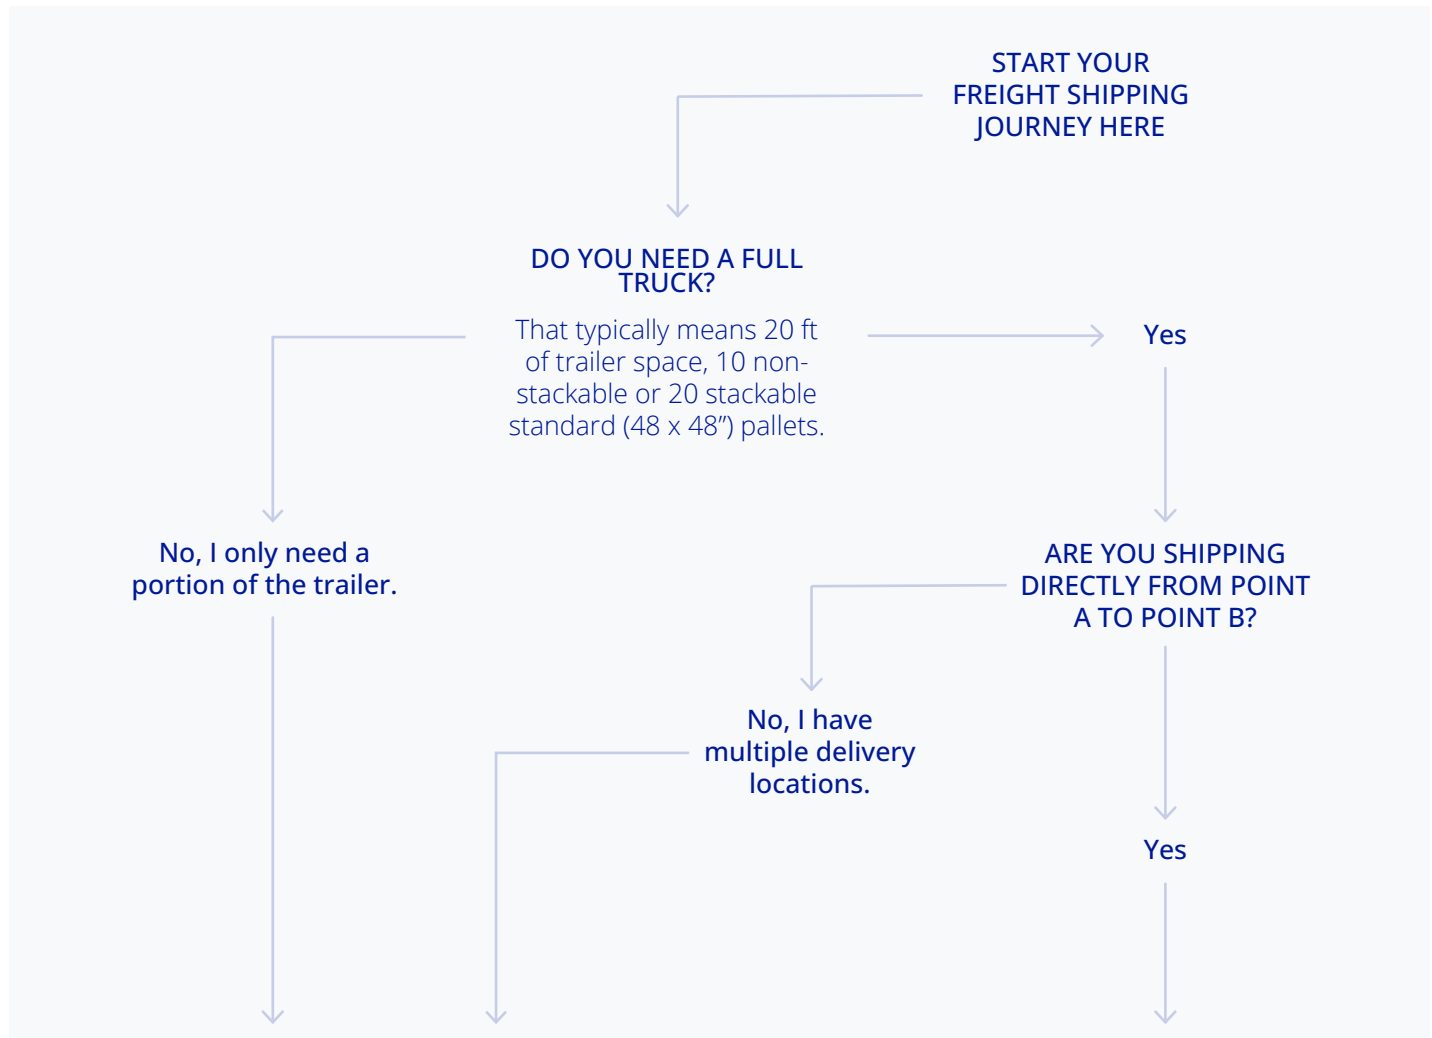 START YOUR
FREIGHT SHIPPING
JOURNEY HERE
DO YOU NEED A FULL
TRUCK?
That typically means 20 ft
of trailer space, 10 non-
stackable or 20 stackable
standard (48 x 48”) pallets.
Yes
No, I only need a
portion of the trailer.
ARE YOU SHIPPING
DIRECTLY FROM POINT
A TO POINT B?
No, I have
multiple delivery
locations.
Yes